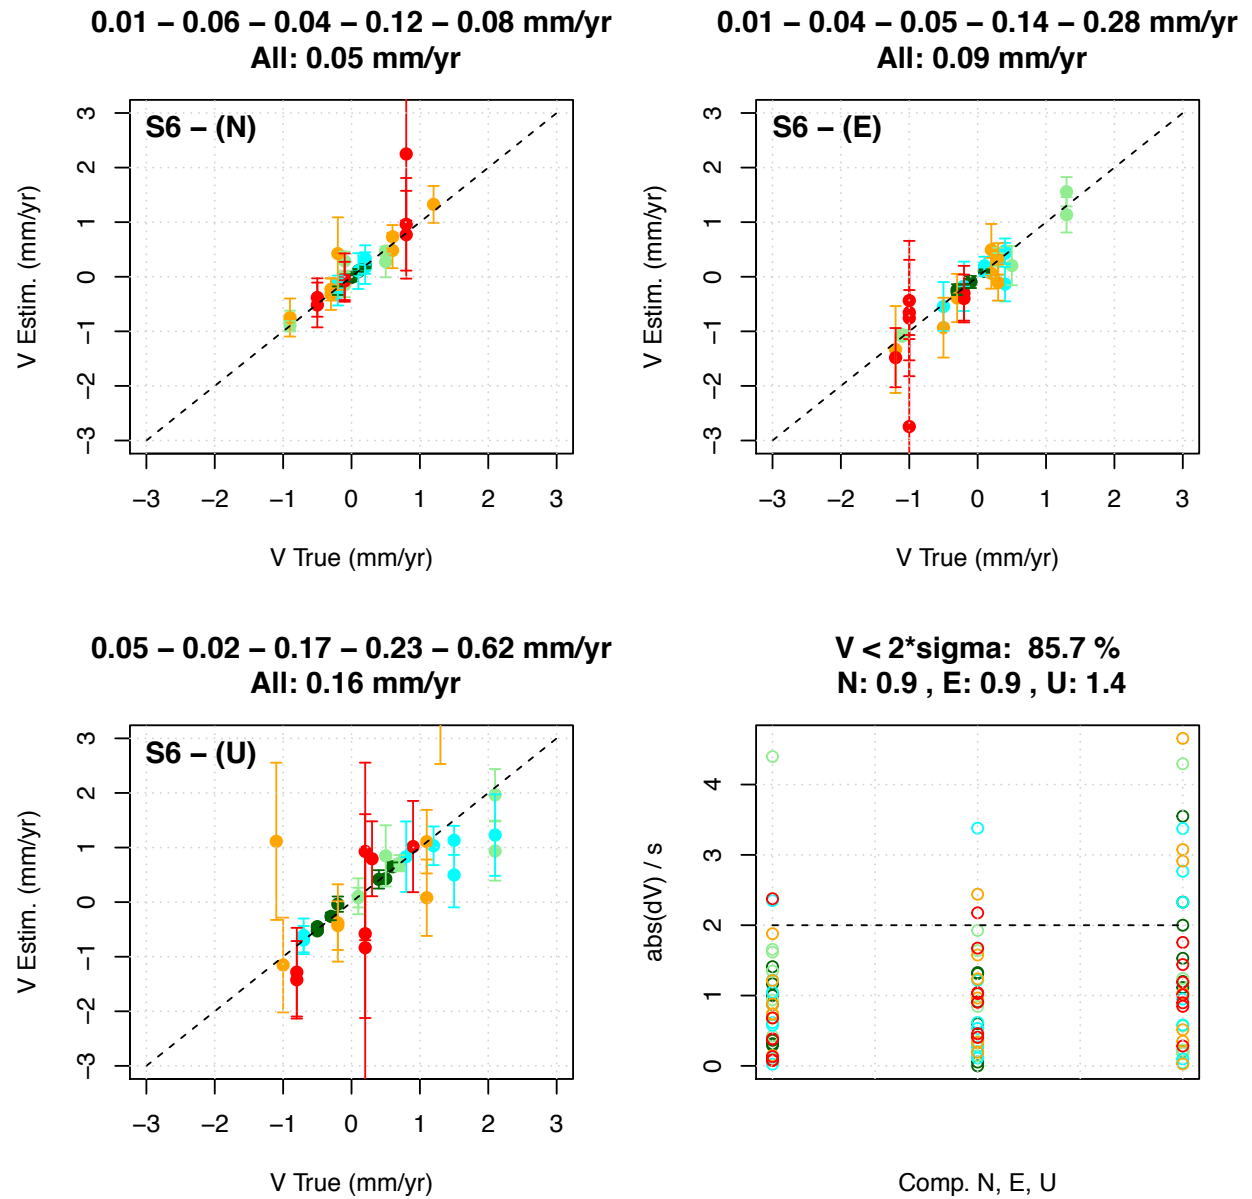 0.01 – 0.06 – 0.04 – 0.12 – 0.08 mm/yr
All: 0.05 mm/yr
S6 – (N)
V Estim. (mm/yr)
3
2
1
0
−1
−2
−3
−3 −2 −1 0 1 2 3
V True (mm/yr)
0.01 – 0.04 – 0.05 – 0.14 – 0.28 mm/yr
All: 0.09 mm/yr
S6 – (E)
V Estim. (mm/yr)
3
2
1
0
−1
−2
−3
−3 −2 −1 0 1 2 3
V True (mm/yr)
0.05 – 0.02 – 0.17 – 0.23 – 0.62 mm/yr
All: 0.16 mm/yr
S6 – (U)
V Estim. (mm/yr)
3
2
1
0
−1
−2
−3
−3 −2 −1 0 1 2 3
V True (mm/yr)
V < 2*sigma: 85.7 %
N: 0.9 , E: 0.9 , U: 1.4
abs(dV) / s
4
3
2
1
0
Comp. N, E, U